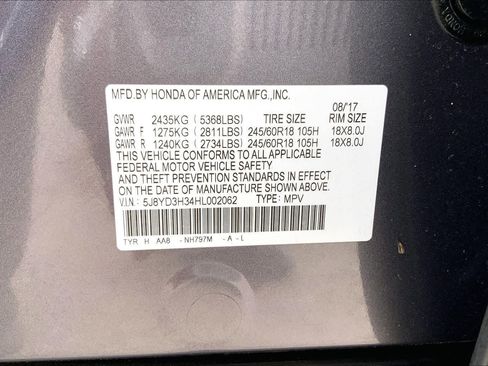 MFD.BY HONDA OF AMERICA MFG.,INC.
08/17
GVWR 2435KG ( 5368LBS) TIRE SIZE RIM SIZE
GAWR F 1275KG ( 2811LBS) 245/60R18 105H 18X8.0J
GAWR R 1240KG ( 2734LBS) 245/60R18 105H 18X8.0J
THIS VEHICLE CONFORMS TO ALL APPLICABLE
FEDERAL MOTOR VEHICLE SAFETY
AND THEFT PREVENTION STANDARDS IN EFFECT
ON THE DATE OF MANUFACTURE SHOWN ABOVE.
V.I.N.: 5J8YD3H34HL002062 TYPE: MPV
TYR H AA8 -NH797M -A-L